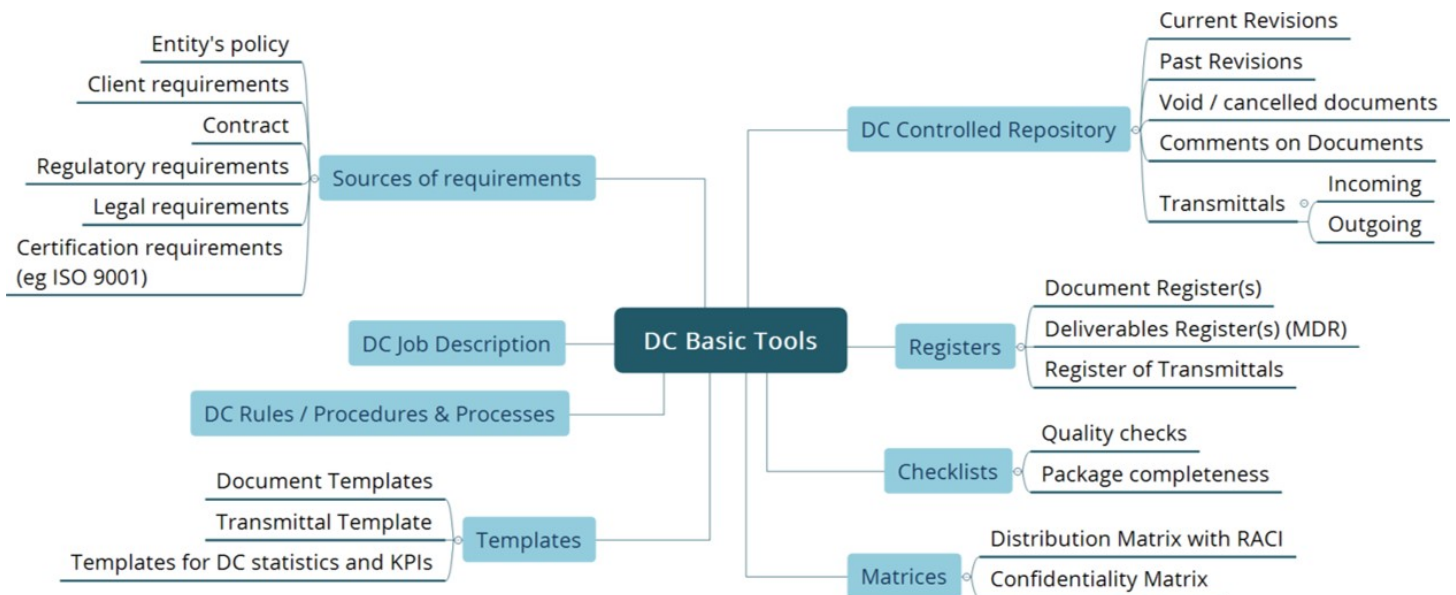 DC Basic Tools
Sources of requirements
Entity's policy
Client requirements
Contract
Regulatory requirements
Legal requirements
Certification requirements
(eg ISO 9001)
DC Job Description
DC Rules / Procedures & Processes
Templates
Document Templates
Transmittal Template
Templates for DC statistics and KPIs
DC Controlled Repository
Current Revisions
Past Revisions
Void / cancelled documents
Comments on Documents
Transmittals
Incoming
Outgoing
Registers
Document Register(s)
Deliverables Register(s) (MDR)
Register of Transmittals
Checklists
Quality checks
Package completeness
Matrices
Distribution Matrix with RACI
Confidentiality Matrix